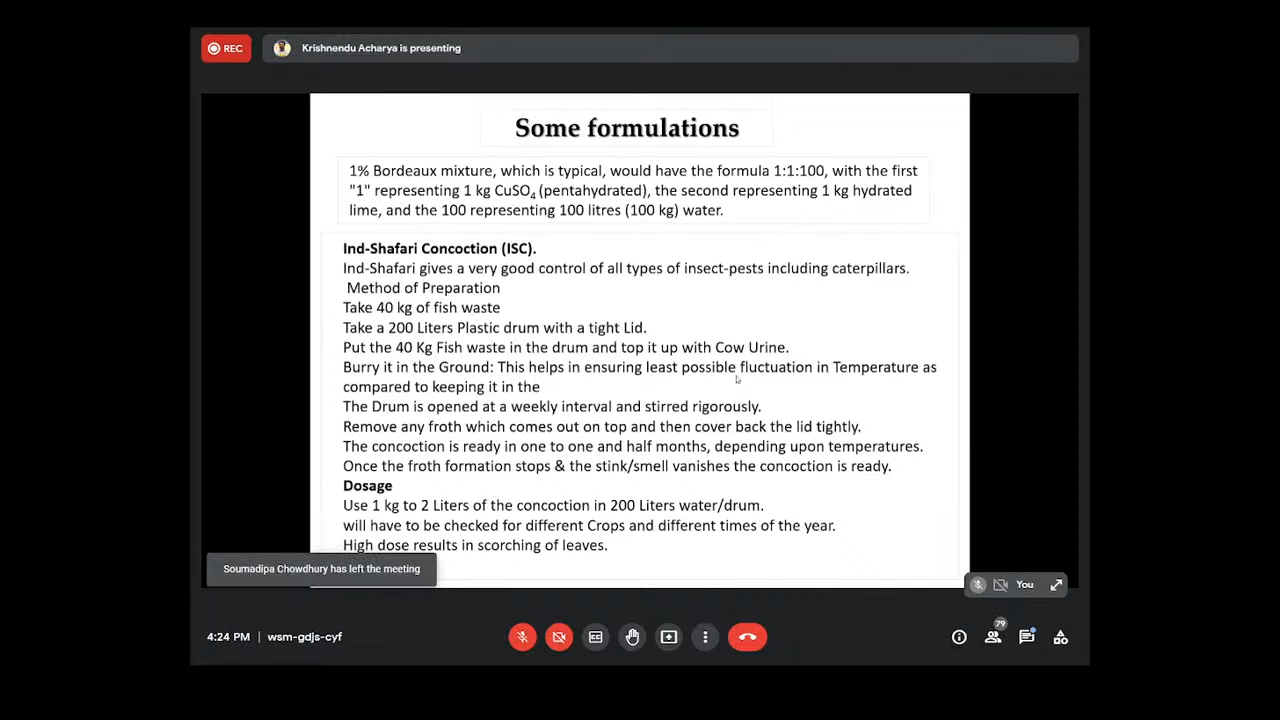 REC
Krishnendu Acharya is presenting
Some formulations
1% Bordeaux mixture, which is typical, would have the formula 1:1:100, with the first
"1" representing 1 kg CuSO4 (pentahydrated), the second representing 1 kg hydrated
lime, and the 100 representing 100 litres (100 kg) water.
Ind-Shafari Concoction (ISC).
Ind-Shafari gives a very good control of all types of insect-pests including caterpillars.
Method of Preparation
Take 40 kg of fish waste
Take a 200 Liters Plastic drum with a tight Lid.
Put the 40 Kg Fish waste in the drum and top it up with Cow Urine.
Burry it in the Ground: This helps in ensuring least possible fluctuation in Temperature as
compared to keeping it in the
The Drum is opened at a weekly interval and stirred rigorously.
Remove any froth which comes out on top and then cover back the lid tightly.
The concoction is ready in one to one and half months, depending upon temperatures.
Once the froth formation stops & the stink/smell vanishes the concoction is ready.
Dosage
Use 1 kg to 2 Liters of the concoction in 200 Liters water/drum.
will have to be checked for different Crops and different times of the year.
High dose results in scorching of leaves.
Soumadipa Chowdhury has left the meeting
You
79
4:24 PM | wsm-gdjs-cyf